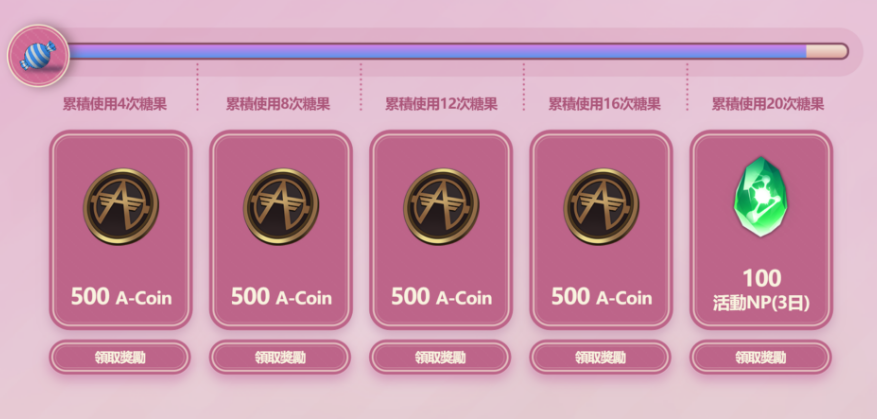 累積使用4次糖果
累積使用8次糖果
累積使用12次糖果
累積使用16次糖果
累積使用20次糖果
500 A-Coin
500 A-Coin
500 A-Coin
500 A-Coin
100
活動NP(3日)
領取獎勵
領取獎勵
領取獎勵
領取獎勵
領取獎勵